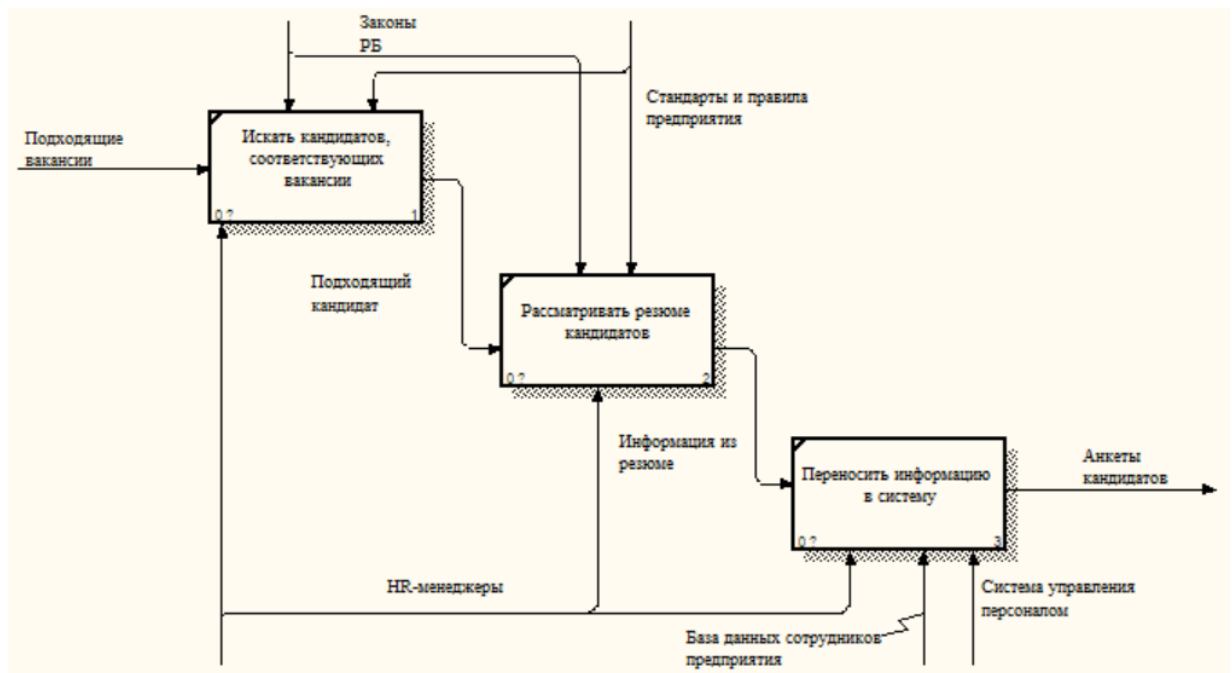 Законы
РБ
Стандарты и правила
предприятия
Подходящие
вакансии
Искать кандидатов,
соответствующих
вакансии
0 ?
1
Подходящий
кандидат
Рассматривать резюме
кандидатов
0 ?
2
Информация из
резюме
Переносить информацию
в систему
0 ?
3
Анкеты
кандидатов
HR-менеджеры
Система управления
персоналом
База данных сотрудников
предприятия